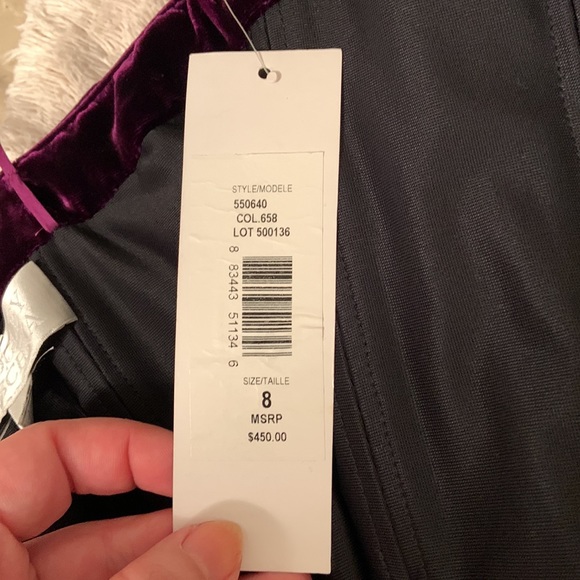 STYLE/MODELE
550640
COL.658
LOT 500136
8 83443 51134 6
SIZE/TAILLE
8
MSRP
$450.00